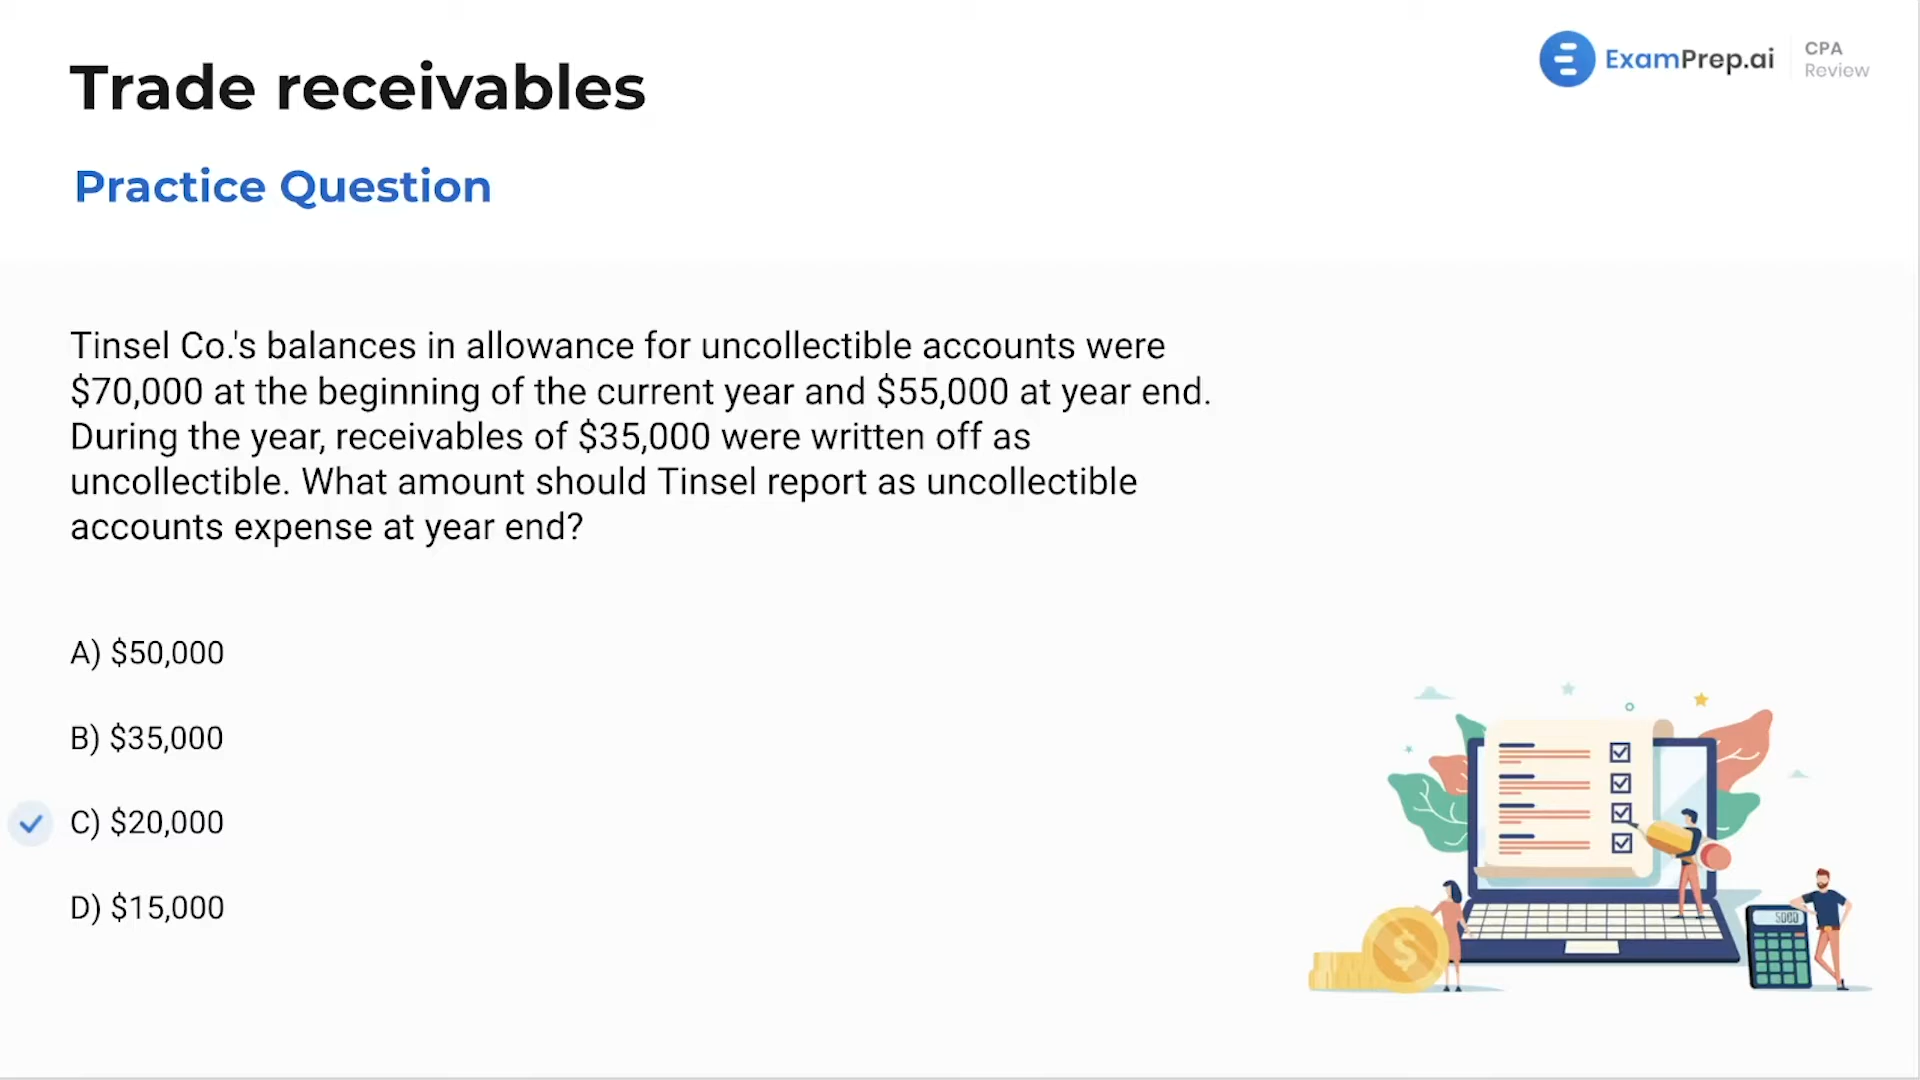 Trade receivables
ExamPrep.ai
CPA
Review
Practice Question
Tinsel Co.'s balances in allowance for uncollectible accounts were
$70,000 at the beginning of the current year and $55,000 at year end.
During the year, receivables of $35,000 were written off as
uncollectible. What amount should Tinsel report as uncollectible
accounts expense at year end?
A) $50,000
B) $35,000
C) $20,000
D) $15,000